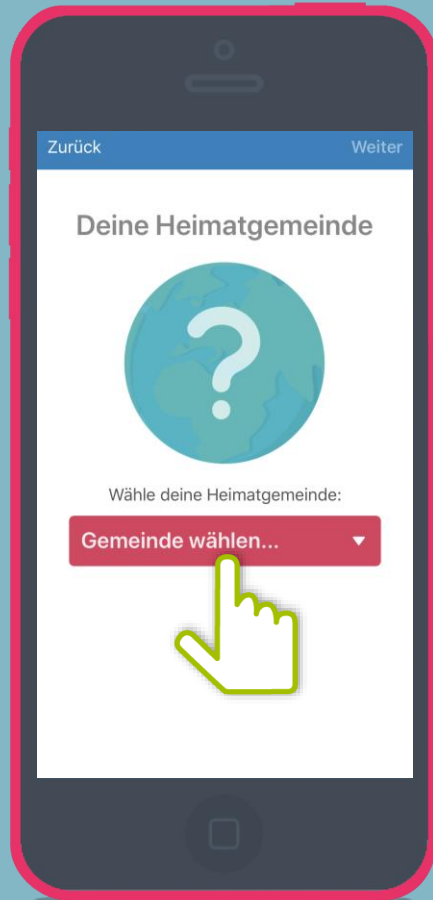 Zurück Weiter
Deine Heimatgemeinde
?
Wähle deine Heimatgemeinde:
Gemeinde wählen...